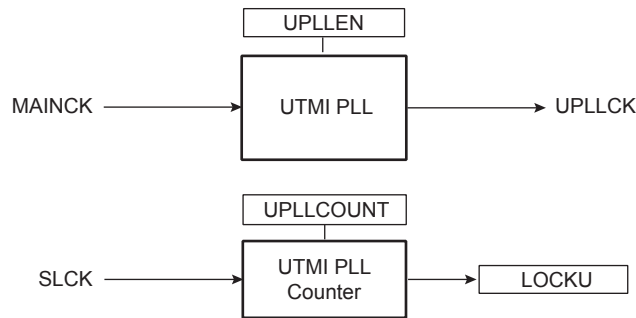 UPLLEN
MAINCK
UTMI PLL
UPLLCK
UPLLCOUNT
SLCK
UTMI PLL
Counter
LOCKU